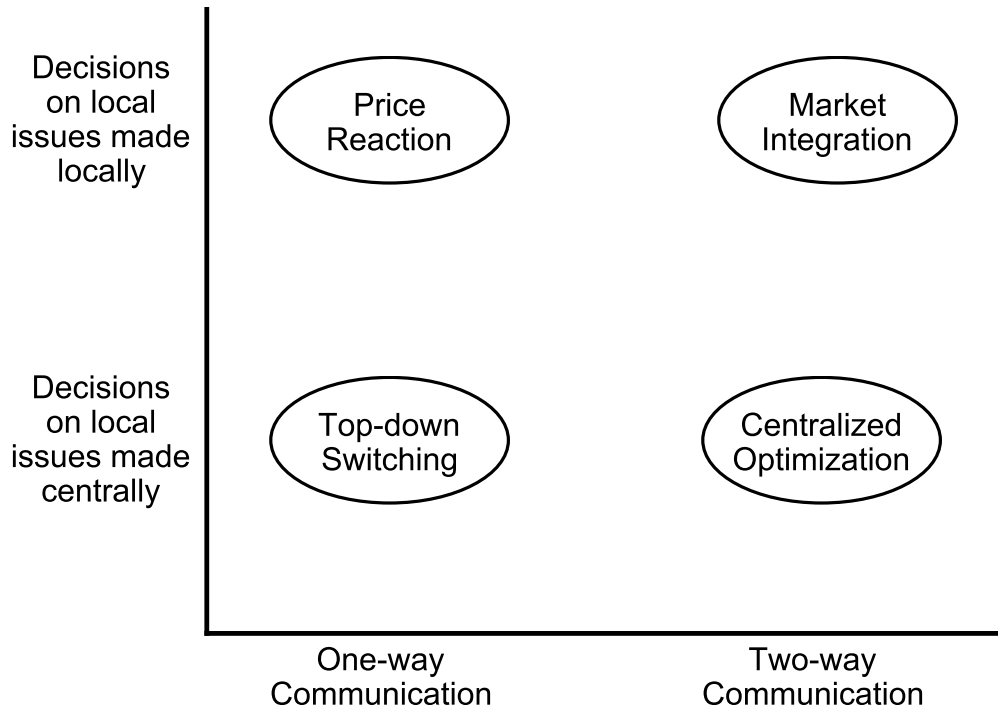 Decisions
on local
issues made
locally
Price
Reaction
Market
Integration
Decisions
on local
issues made
centrally
Top-down
Switching
Centralized
Optimization
One-way
Communication
Two-way
Communication